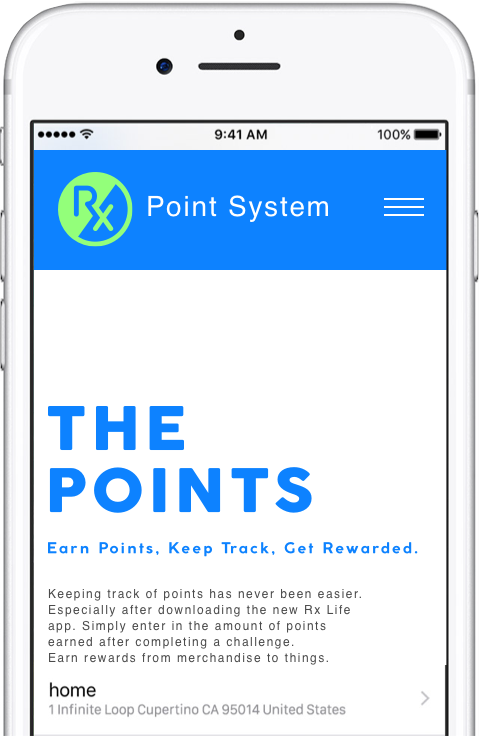 9:41 AM 100%
Rx Point System
THE
POINTS
Earn Points, Keep Track, Get Rewarded.
Keeping track of points has never been easier.
Especially after downloading the new Rx Life
app. Simply enter in the amount of points
earned after completing a challenge.
Earn rewards from merchandise to things.
home
1 Infinite Loop Cupertino CA 95014 United States